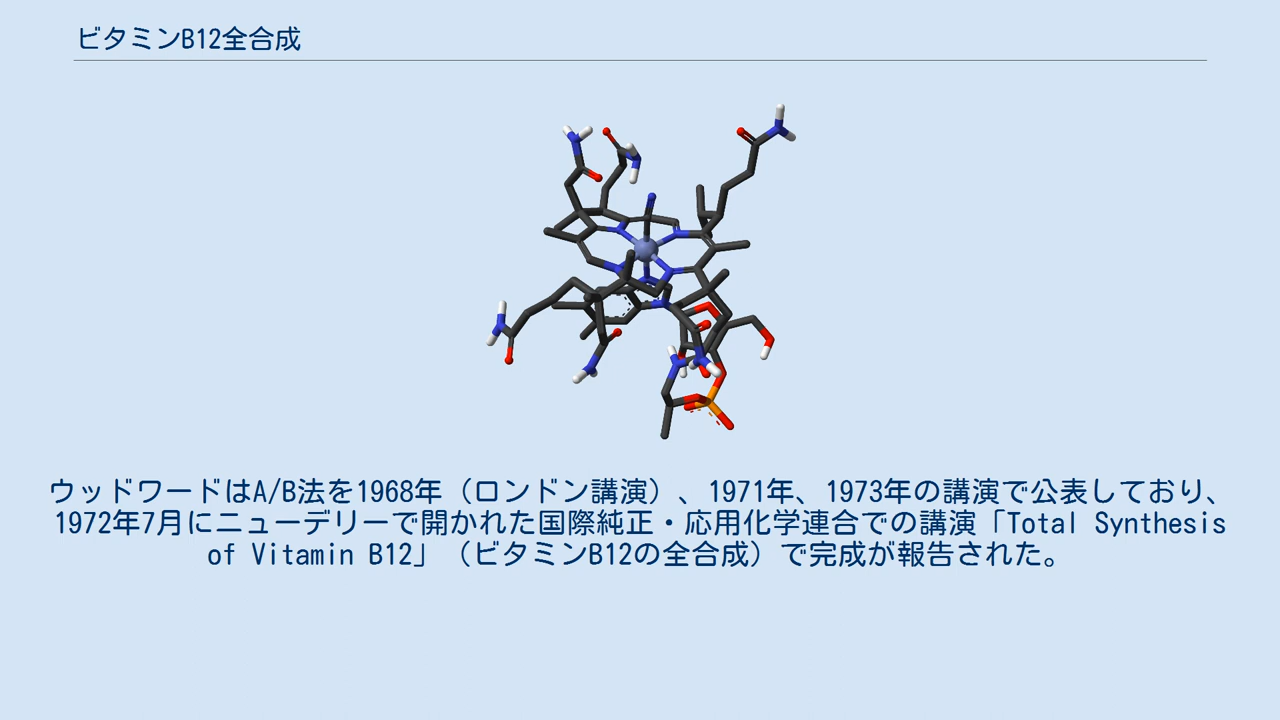 ビタミンB12全合成
ウッドワードはA/B法を1968年（ロンドン講演）、1971年、1973年の講演で公表しており、
1972年7月にニューデリーで開かれた国際純正・応用化学連合での講演「Total Synthesis
of Vitamin B12」（ビタミンB12の全合成）で完成が報告された。